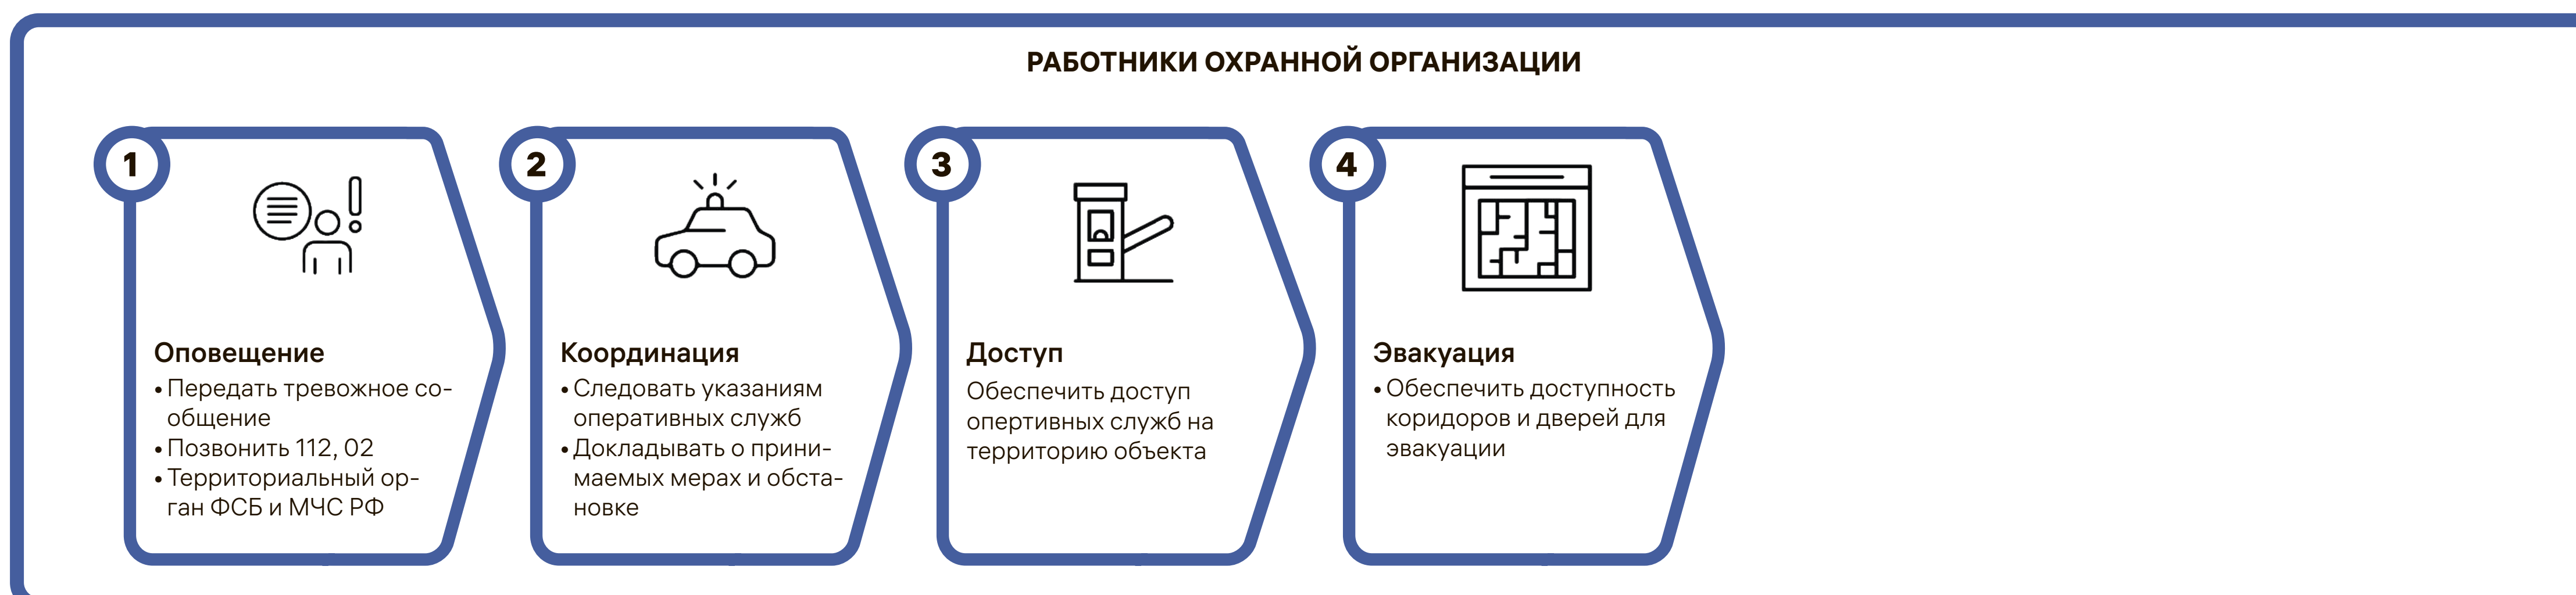 РАБОТНИКИ ОХРАННОЙ ОРГАНИЗАЦИИ
1
Оповещение
• Передать тревожное со-
общение
• Позвонить 112, 02
• Территориальный ор-
ган ФСБ и МЧС РФ
2
Координация
• Следовать указаниям
оперативных служб
• Докладывать о прини-
маемых мерах и обста-
новке
3
Доступ
Обеспечить доступ
опертивных служб на
территорию объекта
4
Эвакуация
• Обеспечить доступность
коридоров и дверей для
эвакуации